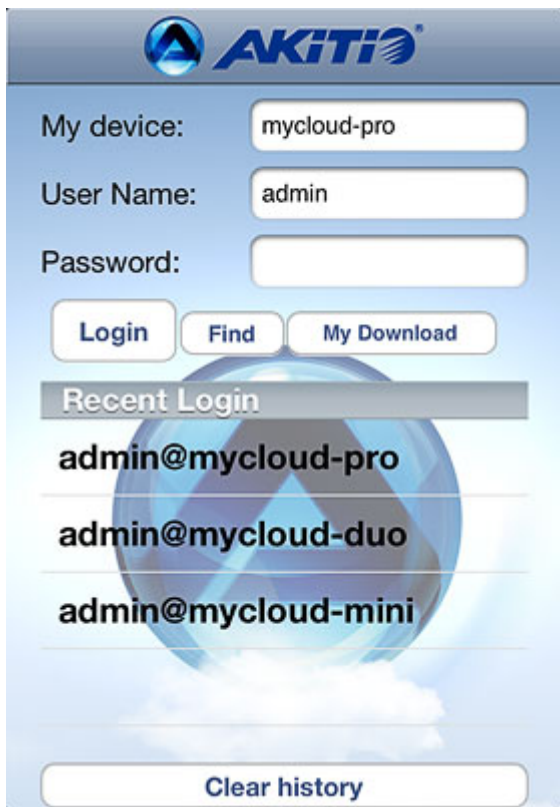 AKiTiO®
My device: mycloud-pro
User Name: admin
Password:
Login Find My Download
Recent Login
admin@mycloud-pro
admin@mycloud-duo
admin@mycloud-mini
Clear history